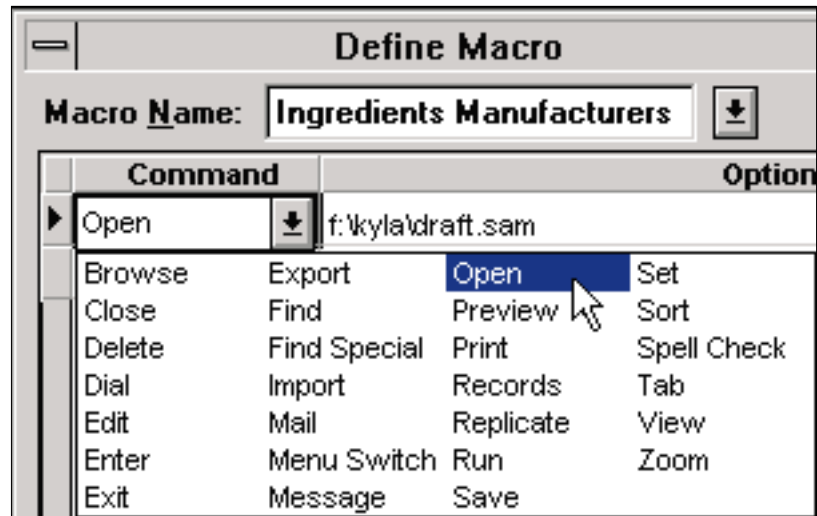 Define Macro
Macro Name: Ingredients Manufacturers
Command Option
Open f:\kyla\draft.sam
Browse Export Open Set
Close Find Preview Sort
Delete Find Special Print Spell Check
Dial Import Records Tab
Edit Mail Replicate View
Enter Menu Switch Run Zoom
Exit Message Save